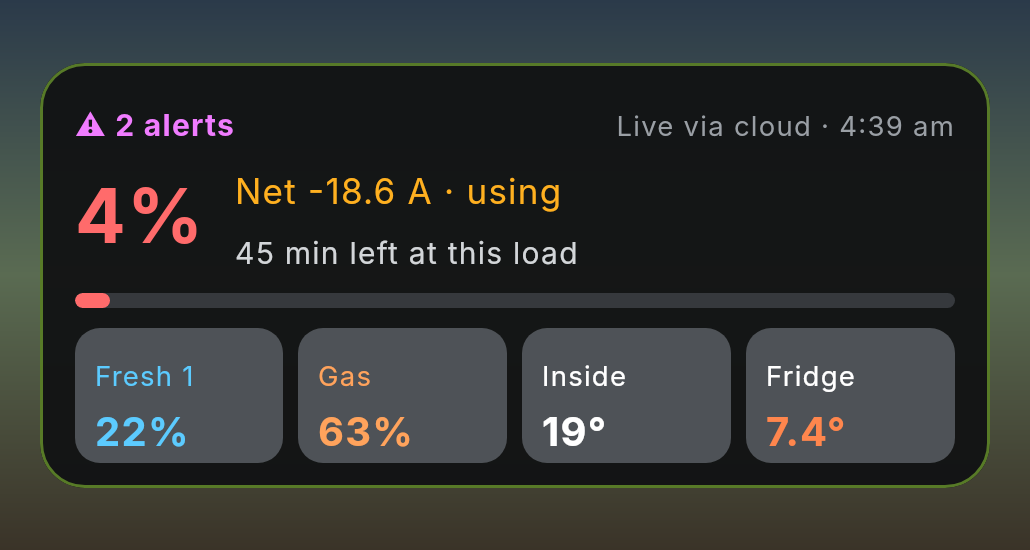 2 alerts
Live via cloud · 4:39 am
4%
Net -18.6 A · using
45 min left at this load
Fresh 1
22%
Gas
63%
Inside
19°
Fridge
7.4°